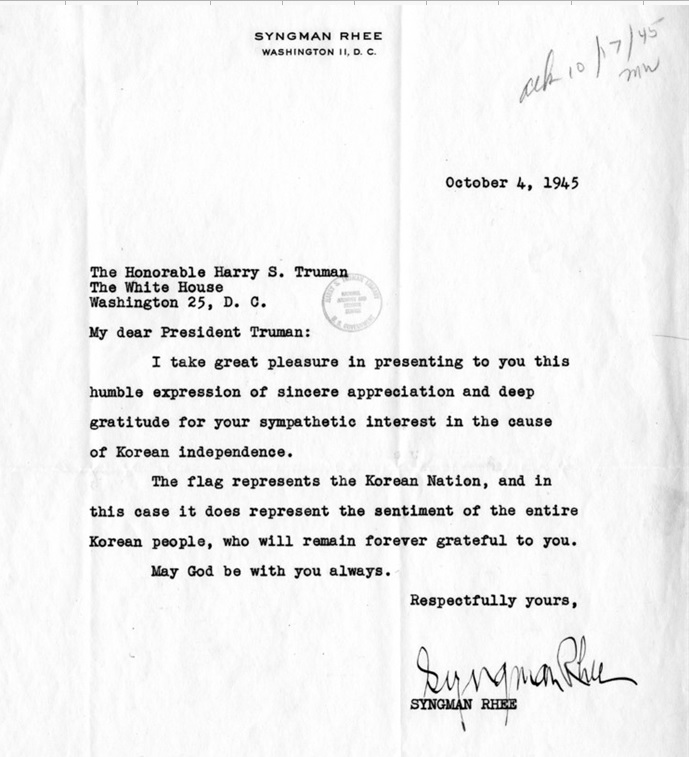 SYNGMAN RHEE
WASHINGTON 11, D. C.
ack 10/17/45
mw
October 4, 1945
The Honorable Harry S. Truman
The White House
Washington 25, D. C.
My dear President Truman:
I take great pleasure in presenting to you this
humble expression of sincere appreciation and deep
gratitude for your sympathetic interest in the cause
of Korean independence.
The flag represents the Korean Nation, and in
this case it does represent the sentiment of the entire
Korean people, who will remain forever grateful to you.
May God be with you always.
Respectfully yours,
Syngman Rhee
SYNGMAN RHEE